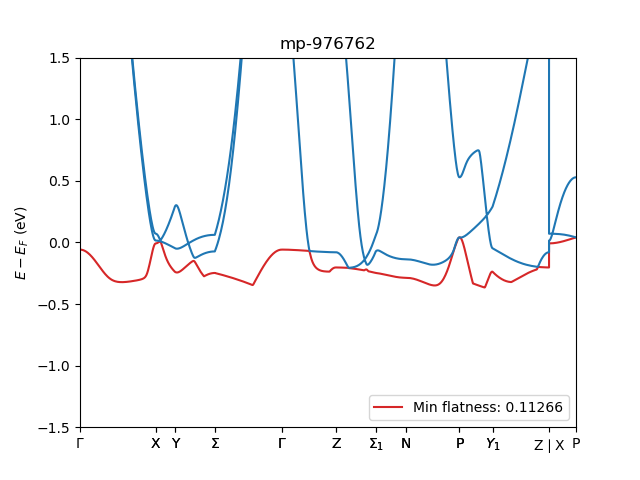 mp-976762
1.5
1.0
0.5
0.0
−0.5
−1.0
−1.5
E − E_F (eV)
Min flatness: 0.11266
Γ X Y Σ Γ Z Σ₁ N P Y₁ Z | X P